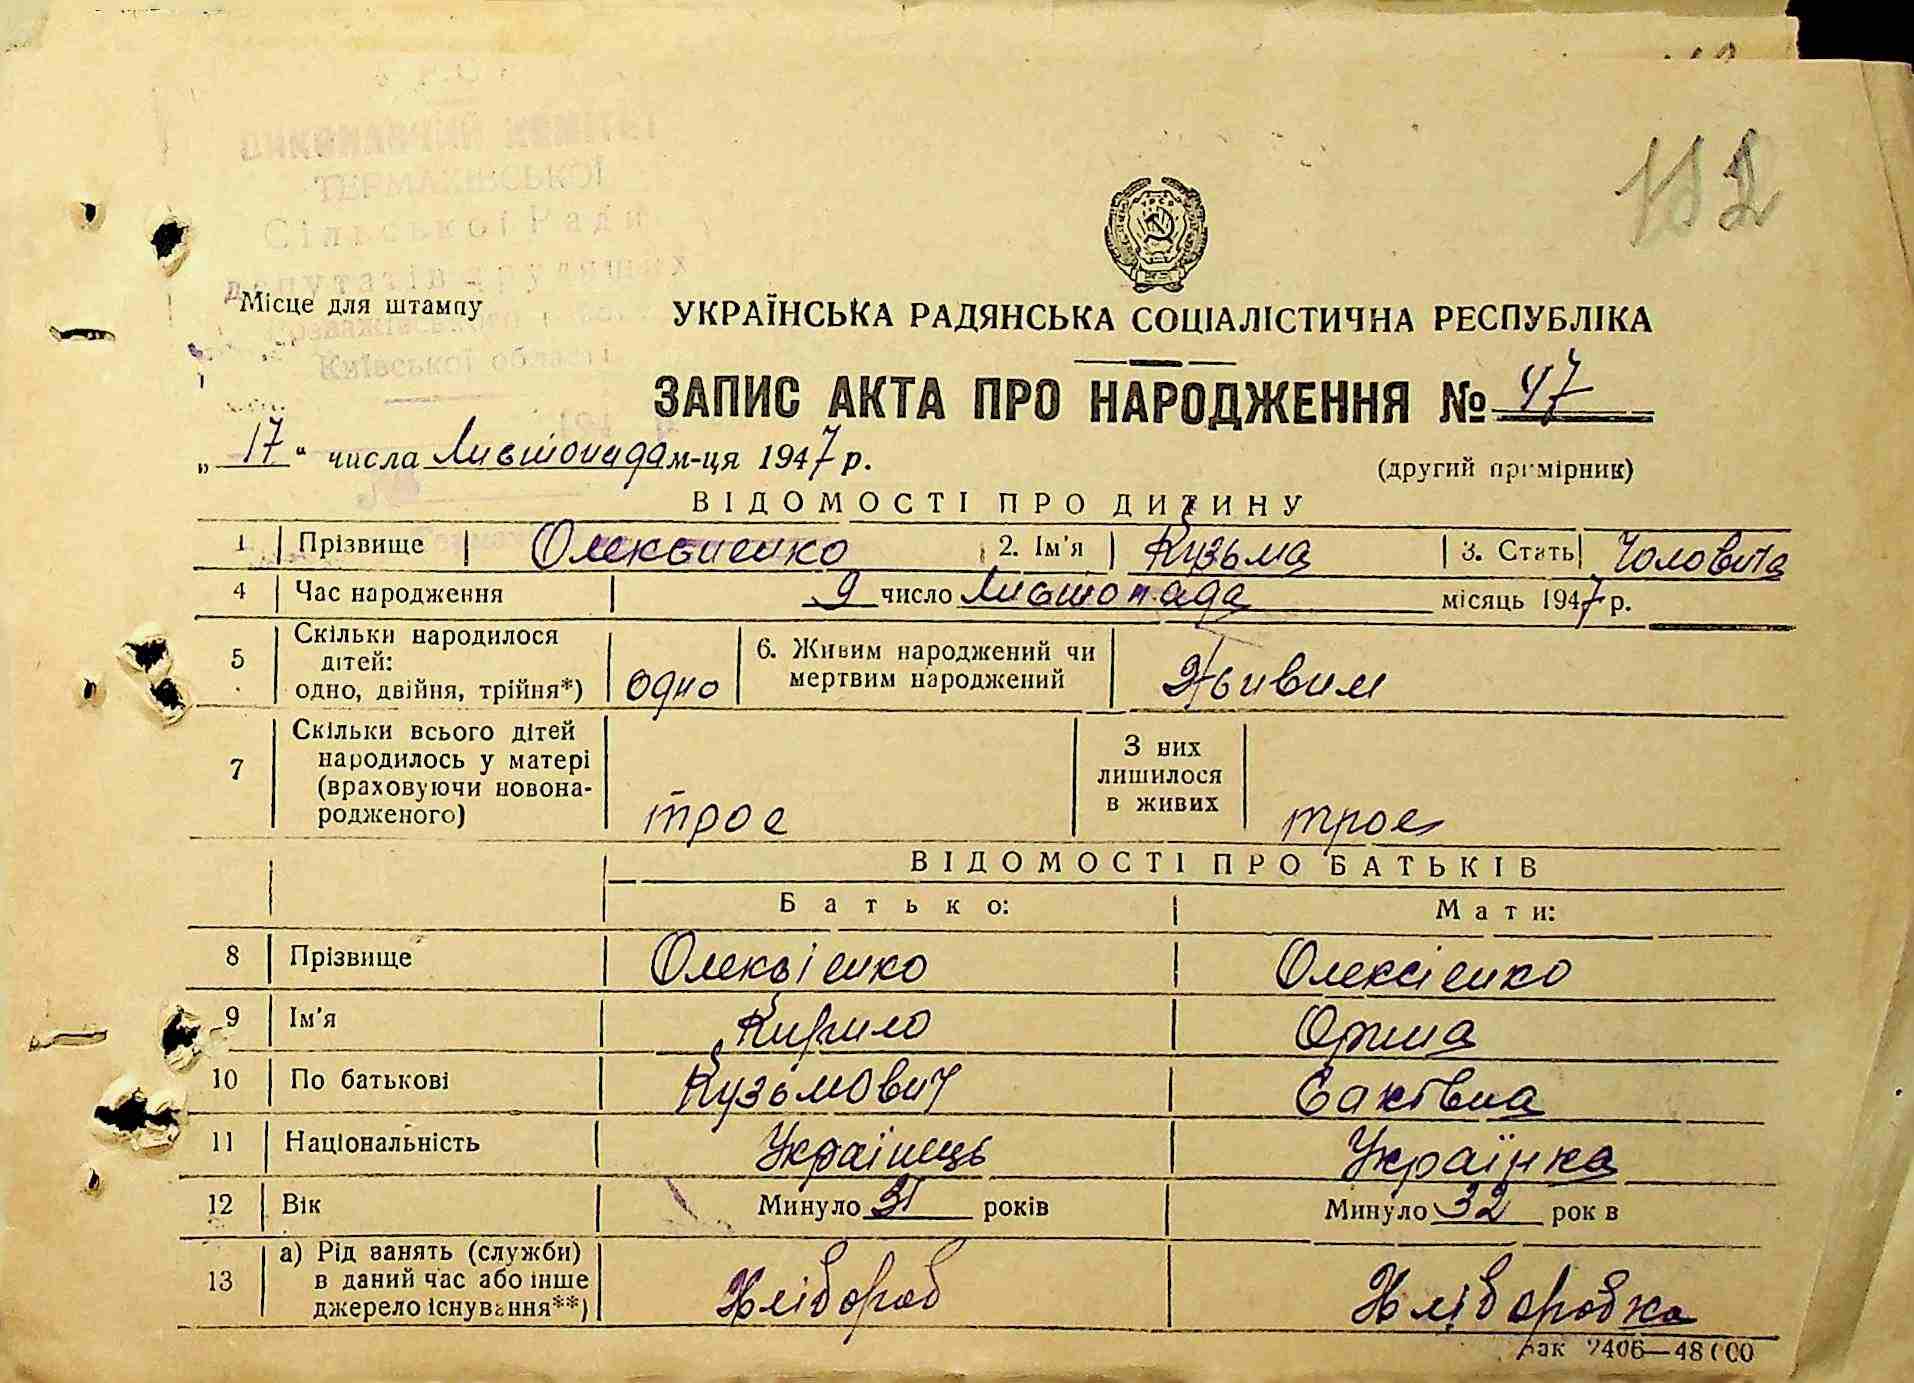 ВИКОНАВЧИЙ КОМІТЕТ
ТЕРМАХІВСЬКОЇ
Сільської Ради
депутатів трудящих
Київської області
112
Місце для штампу
УКРАЇНСЬКА РАДЯНСЬКА СОЦІАЛІСТИЧНА РЕСПУБЛІКА
ЗАПИС АКТА ПРО НАРОДЖЕННЯ № 47
„17“ числа Листопада м-ця 1947 р.
(другий примірник)
ВІДОМОСТІ ПРО ДИТИНУ
1 Прізвище Олексієнко 2. Ім'я Кузьма 3. Стать Чоловіча
4 Час народження 9 число Листопада місяць 1947 р.
5 Скільки народилося дітей: одно, двійня, трійня*) одно 6. Живим народжений чи мертвим народжений Живим
7 Скільки всього дітей народилось у матері (враховуючи новонародженого) троє З них лишилося в живих троє
ВІДОМОСТІ ПРО БАТЬКІВ
Батько: Мати:
8 Прізвище Олексієнко Олексієнко
9 Ім'я Кирило Орина
10 По батькові Кузьмович
11 Національність Українець Українка
12 Вік Минуло 31 років Минуло 32 років
13 а) Рід занять (служби) в даний час або інше джерело існування**) Хлібороб Хліборобка
Зак 2406—48000